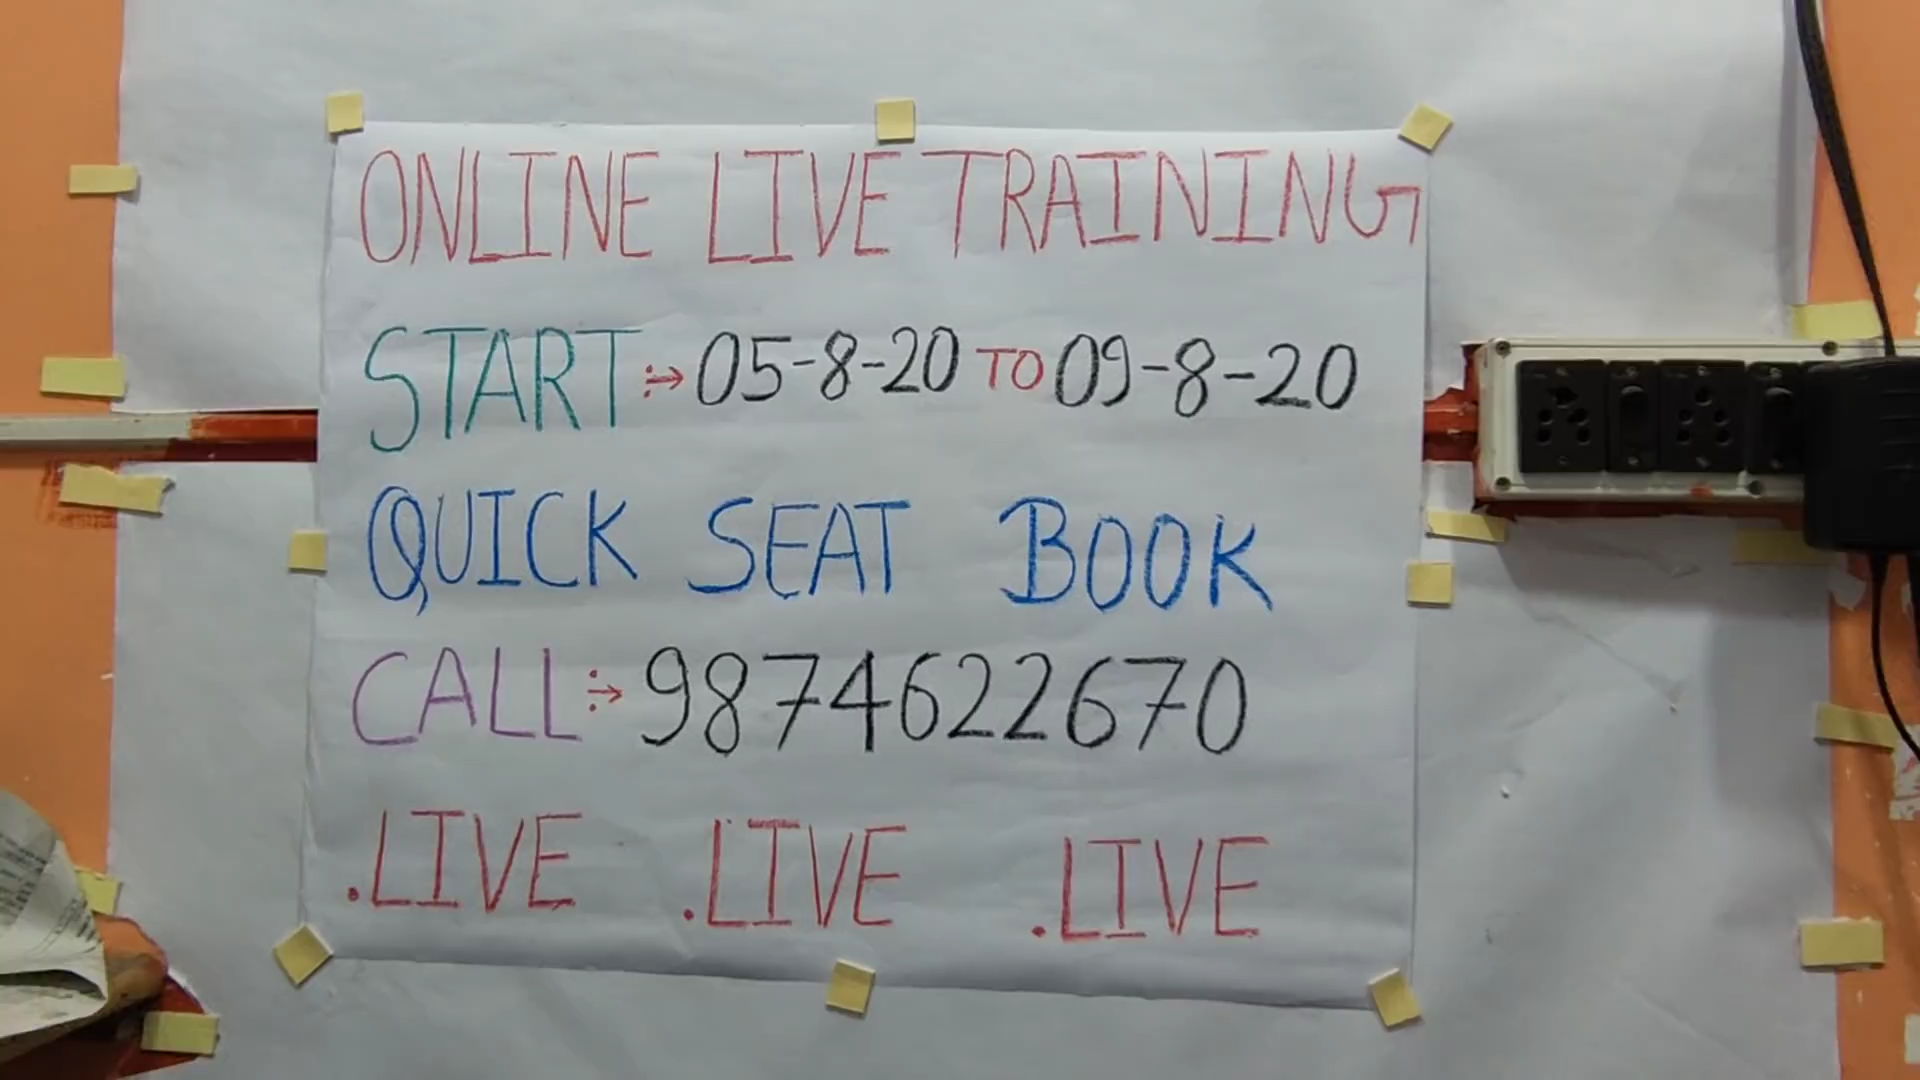 ONLINE LIVE TRAINING
START :→ 05-8-20 TO 09-8-20
QUICK SEAT BOOK
CALL :→ 9874622670
.LIVE .LIVE .LIVE